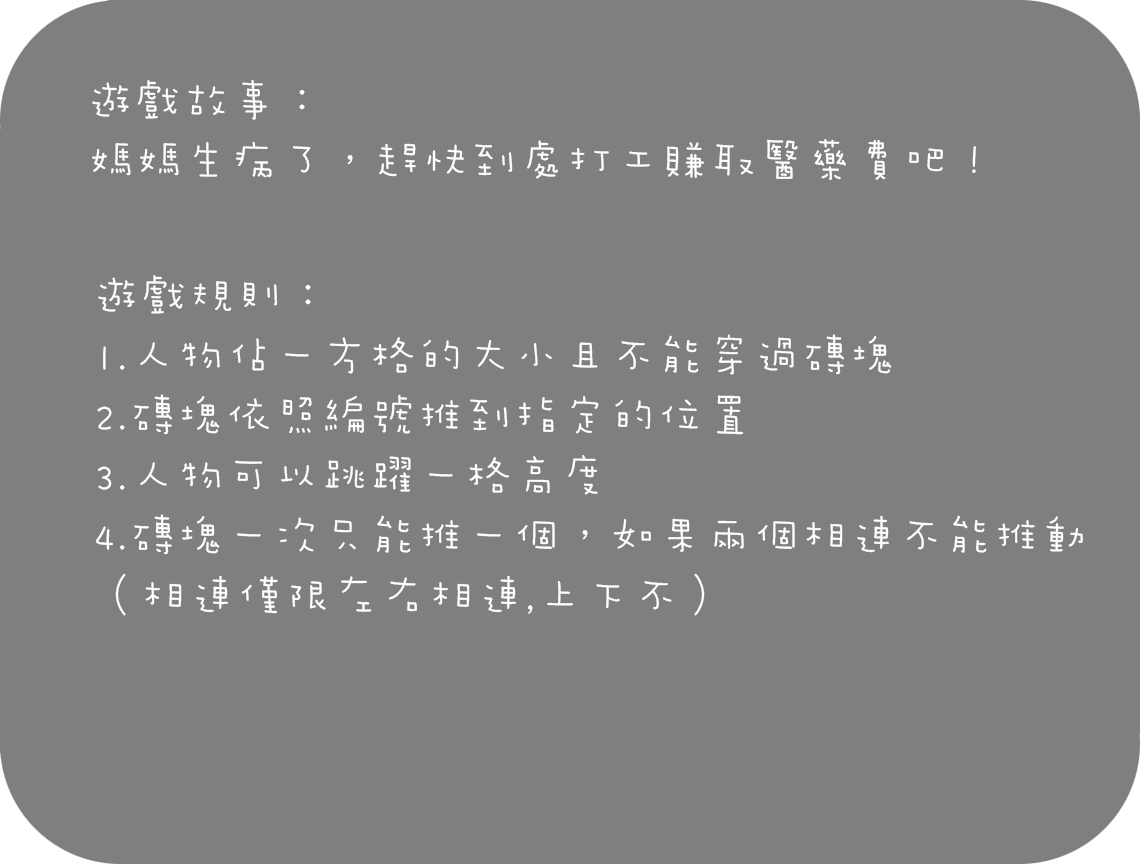 遊戲故事：
媽媽生病了，趕快到處打工賺取醫藥費吧！
遊戲規則：
1.人物佔一方格的大小且不能穿過磚塊
2.磚塊依照編號推到指定的位置
3.人物可以跳躍一格高度
4.磚塊一次只能推一個，如果兩個相連不能推動
（相連僅限左右相連,上下不）